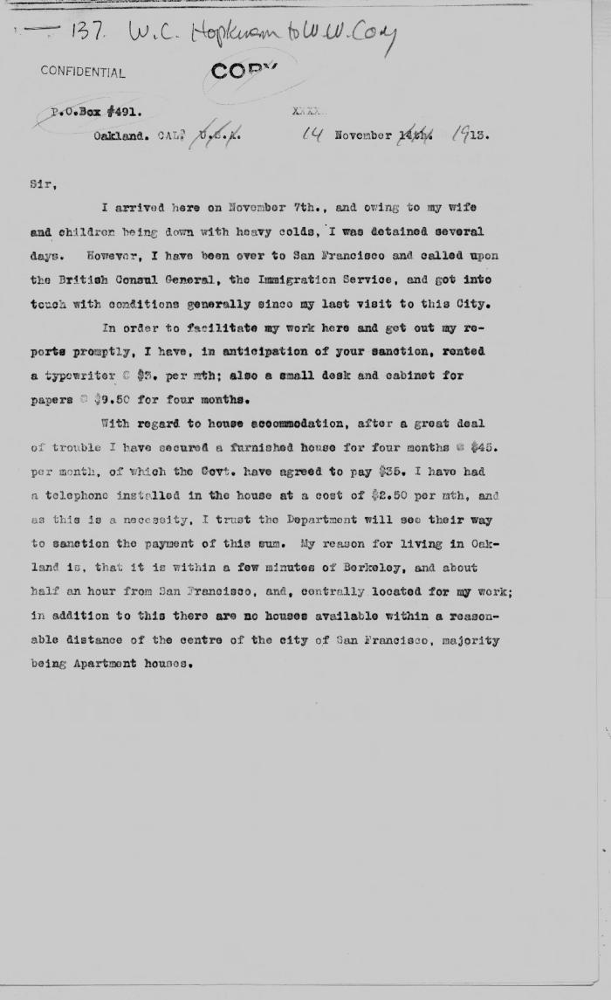 — 137. W.C. Hopkinson to W.W. Cory
CONFIDENTIAL COPY
P.O.Box #491. XXXX
Oakland. CAL? U.S.A. 14 November 14th. 1913.
Sir,
I arrived here on November 7th., and owing to my wife
and children being down with heavy colds, I was detained several
days. However, I have been over to San Francisco and called upon
the British Consul General, the Immigration Service, and got into
touch with conditions generally since my last visit to this City.
In order to facilitate my work here and get out my re-
ports promptly, I have, in anticipation of your sanction, rented
a typewriter @ $3. per mth; also a small desk and cabinet for
papers @ $9.50 for four months.
With regard to house accommodation, after a great deal
of trouble I have secured a furnished house for four months @ $45.
per month, of which the Govt. have agreed to pay $35. I have had
a telephone installed in the house at a cost of $2.50 per mth, and
as this is a necessity, I trust the Department will see their way
to sanction the payment of this sum. My reason for living in Oak-
land is, that it is within a few minutes of Berkeley, and about
half an hour from San Francisco, and, centrally located for my work;
in addition to this there are no houses available within a reason-
able distance of the centre of the city of San Francisco, majority
being Apartment houses.